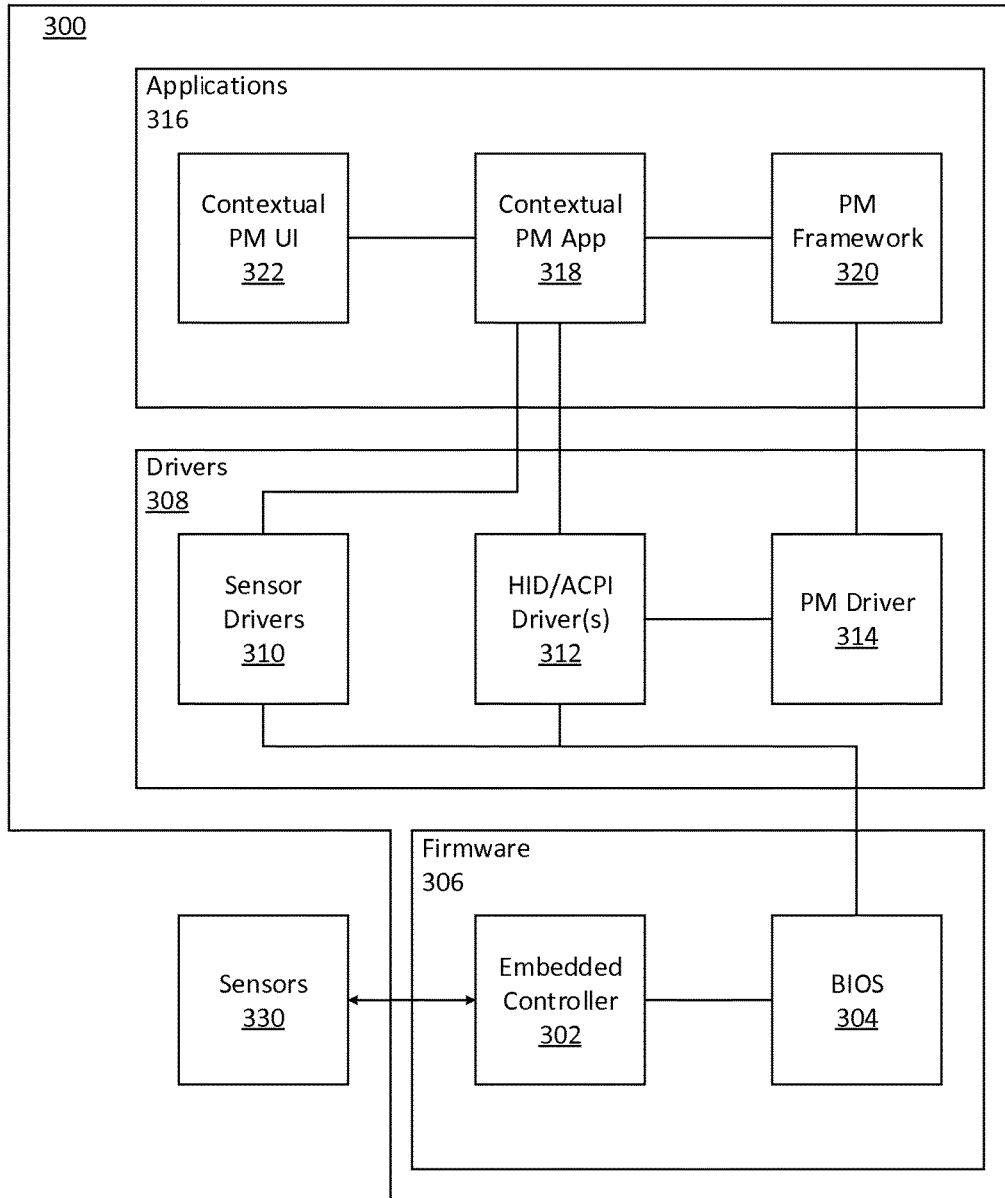 300
Applications
316
Contextual
PM UI
322
Contextual
PM App
318
PM
Framework
320
Drivers
308
Sensor
Drivers
310
HID/ACPI
Driver(s)
312
PM Driver
314
Firmware
306
Sensors
330
Embedded
Controller
302
BIOS
304